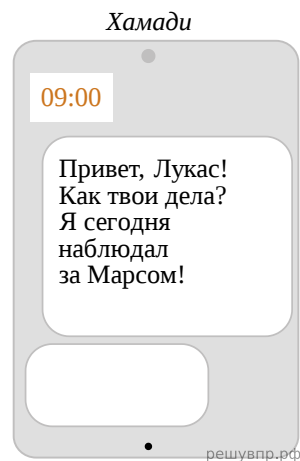 Хамади
09:00
Привет, Лукас!
Как твои дела?
Я сегодня
наблюдал
за Марсом!
решувпр.рф